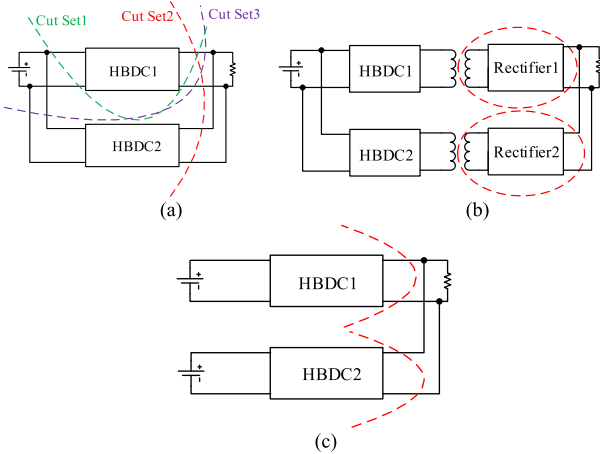 Cut Set1
Cut Set2
Cut Set3
+
HBDC1
HBDC2
(a)
+
HBDC1
Rectifier1
HBDC2
Rectifier2
(b)
+
HBDC1
+
HBDC2
(c)